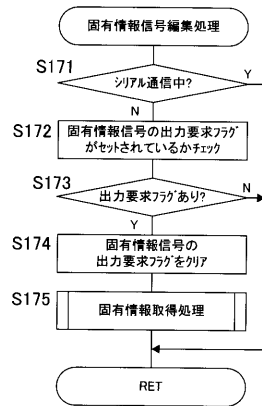 固有情報信号編集処理
S171
シリアル通信中?
Y
N
S172
固有情報信号の出力要求フラグ
がセットされているかチェック
S173
出力要求フラグあり?
N
Y
S174
固有情報信号の
出力要求フラグをクリア
S175
固有情報取得処理
RET